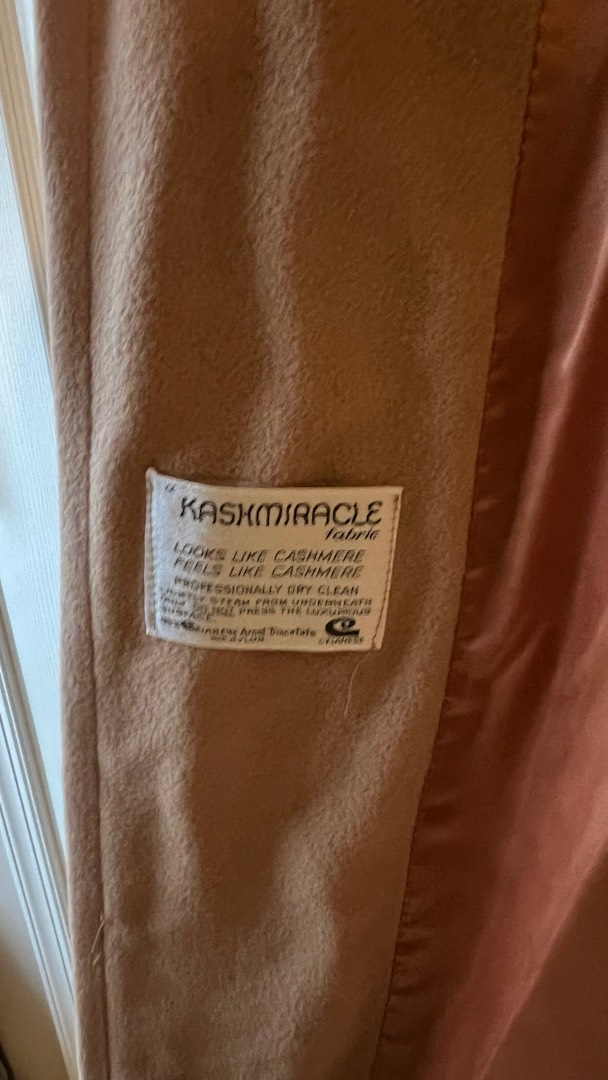 KASHMIRACLE
fabric
LOOKS LIKE CASHMERE
FEELS LIKE CASHMERE
PROFESSIONALLY DRY CLEAN
LIGHTLY STEAM FROM UNDERNEATH
DO NOT PRESS THE LUXURIOUS
Arnel Triacetate
NYLON
CELANESE